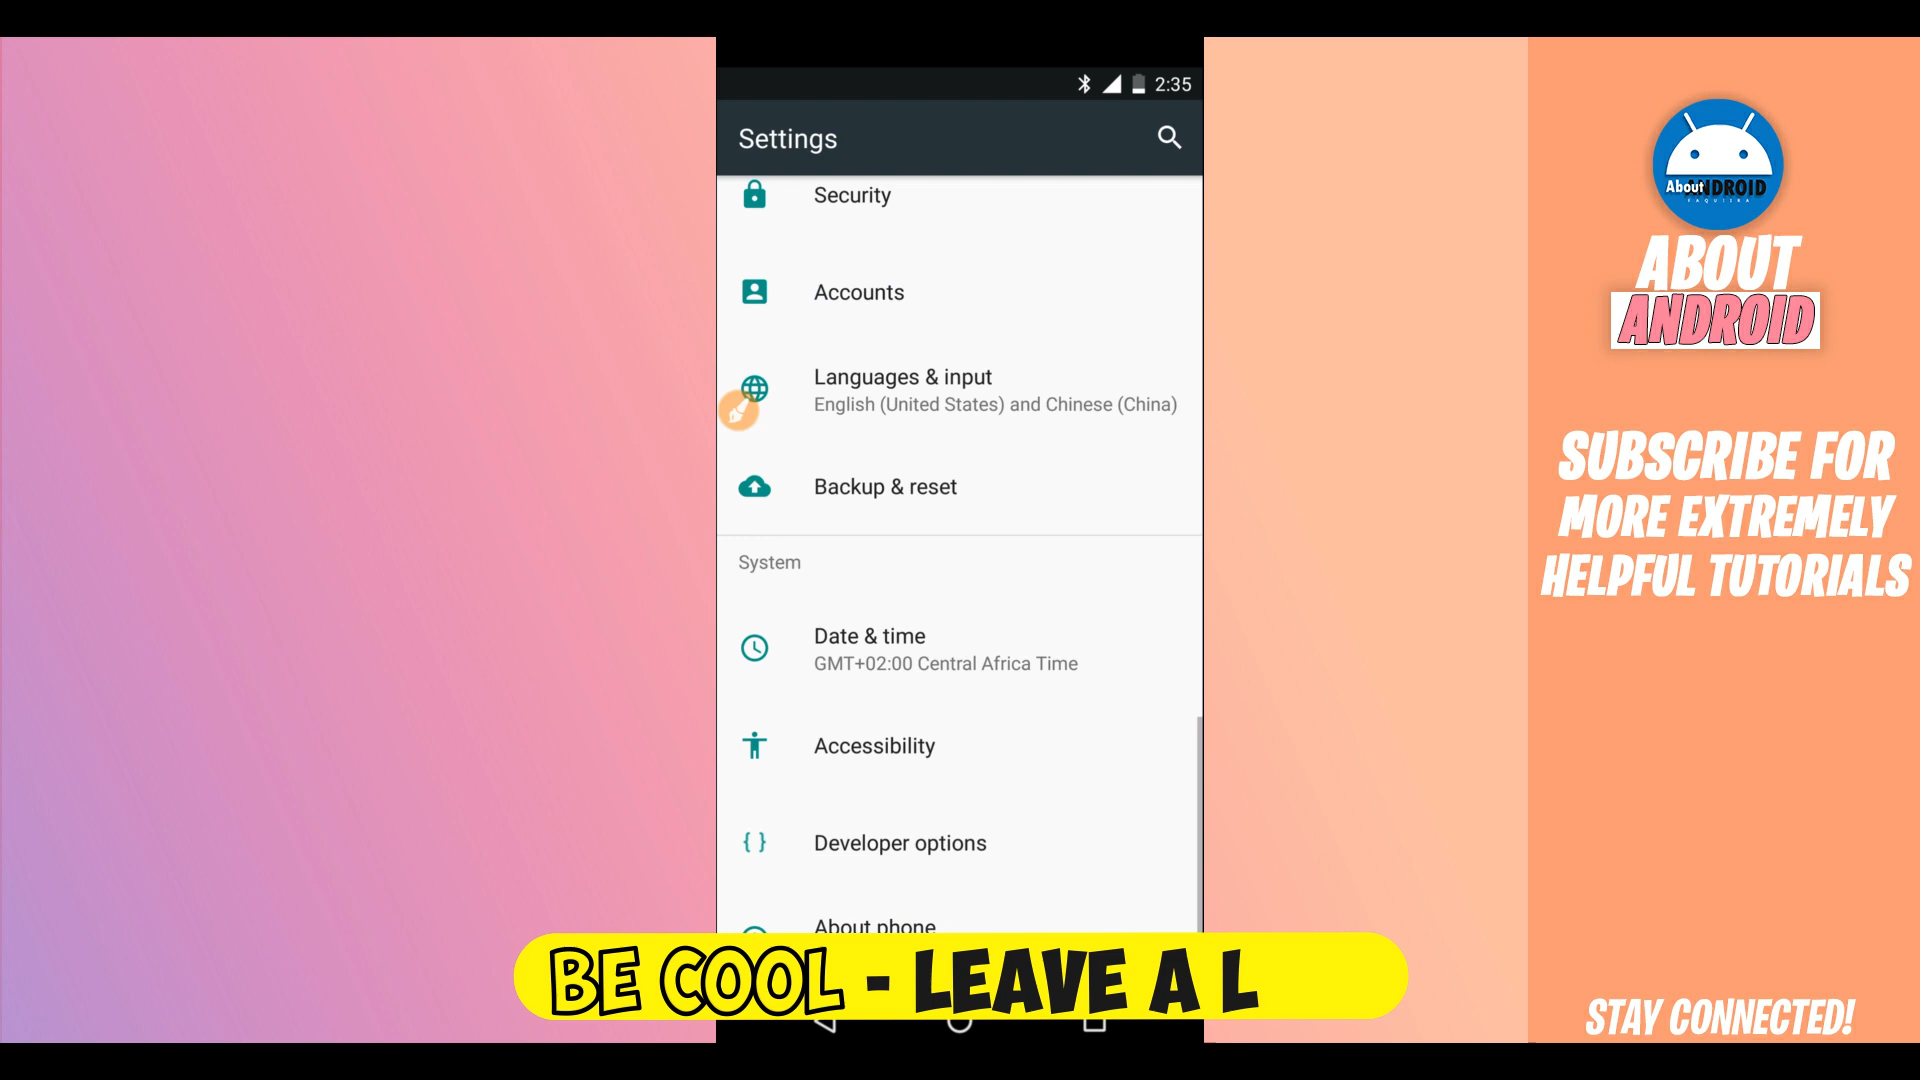 2:35
Settings
Security
Accounts
Languages & input
English (United States) and Chinese (China)
Backup & reset
System
Date & time
GMT+02:00 Central Africa Time
Accessibility
Developer options
About phone
BE COOL - LEAVE A L
About ANDROID
FAQUIRA
ABOUT
ANDROID
SUBSCRIBE FOR
MORE EXTREMELY
HELPFUL TUTORIALS
STAY CONNECTED!